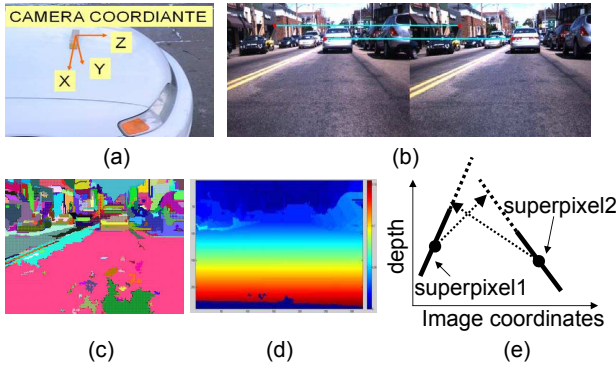 CAMERA COORDIANTE
Z
X
Y
(a)
(b)
(c)
(d)
depth
superpixel2
superpixel1
Image coordinates
(e)